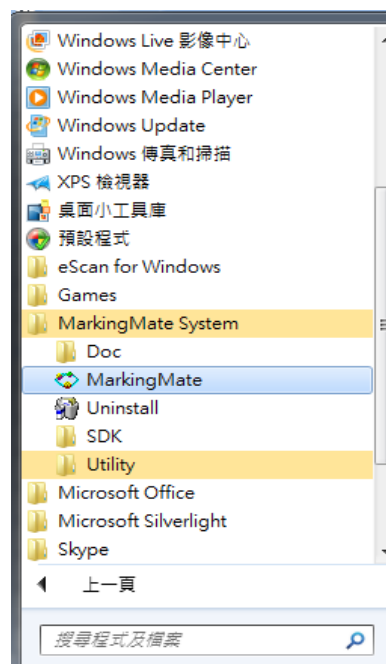 Windows Live 影像中心
Windows Media Center
Windows Media Player
Windows Update
Windows 傳真和掃描
XPS 檢視器
桌面小工具庫
預設程式
eScan for Windows
Games
MarkingMate System
Doc
MarkingMate
Uninstall
SDK
Utility
Microsoft Office
Microsoft Silverlight
Skype
上一頁
搜尋程式及檔案